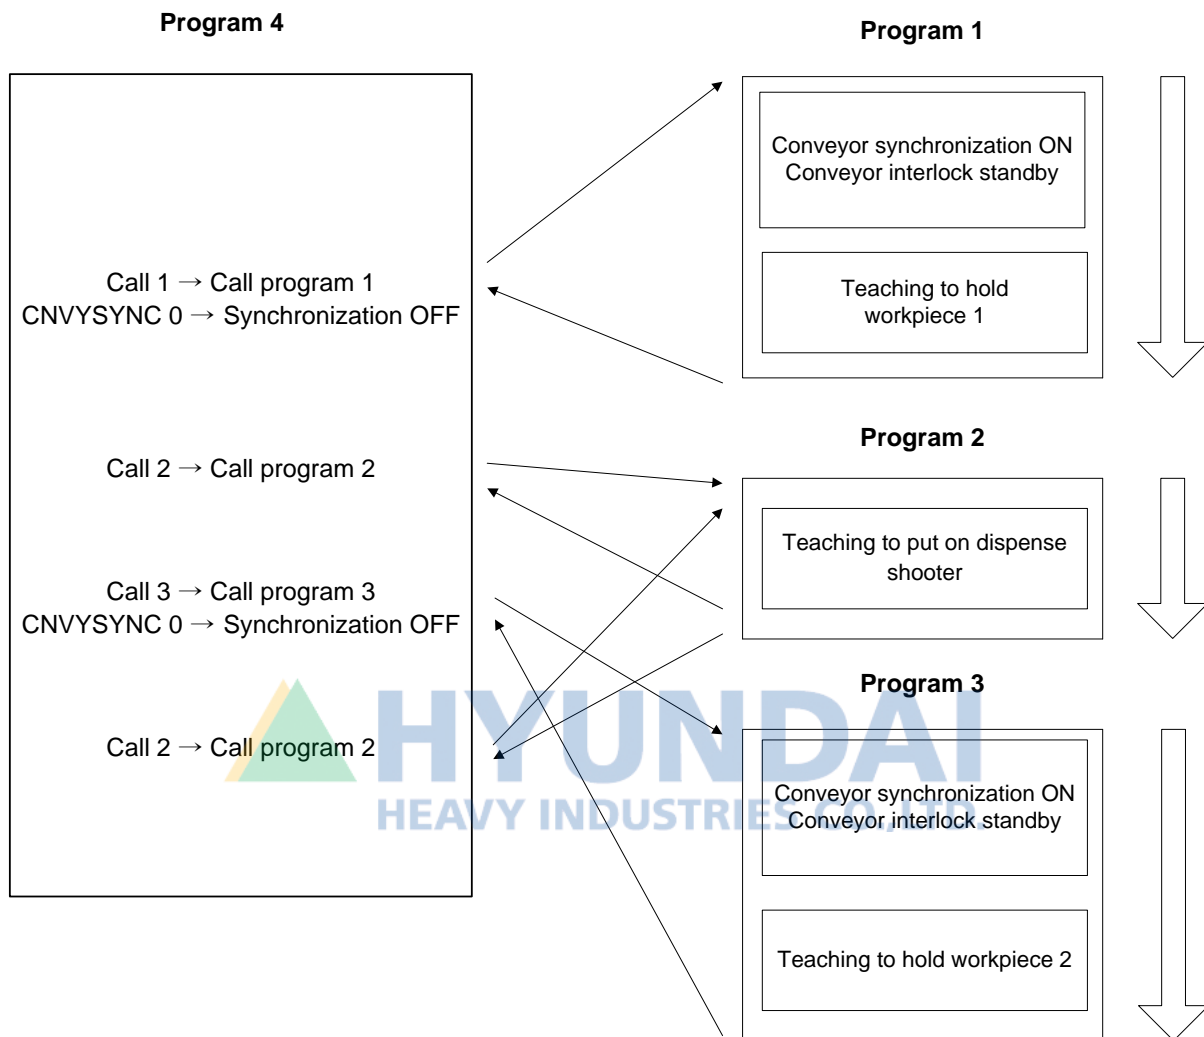 Program 4
Call 1 → Call program 1
CNVYSYNC 0 → Synchronization OFF
Call 2 → Call program 2
Call 3 → Call program 3
CNVYSYNC 0 → Synchronization OFF
Call 2 → Call program 2
Program 1
Conveyor synchronization ON
Conveyor interlock standby
Teaching to hold
workpiece 1
Program 2
Teaching to put on dispense
shooter
Program 3
Conveyor synchronization ON
Conveyor interlock standby
Teaching to hold workpiece 2
HYUNDAI
HEAVY INDUSTRIES CO.,LTD.